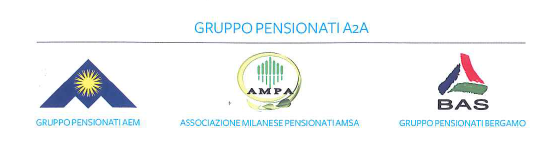 GRUPPO PENSIONATI A2A
AMPA
BAS
GRUPPO PENSIONATI AEM
ASSOCIAZIONE MILANESE PENSIONATI AMSA
GRUPPO PENSIONATI BERGAMO